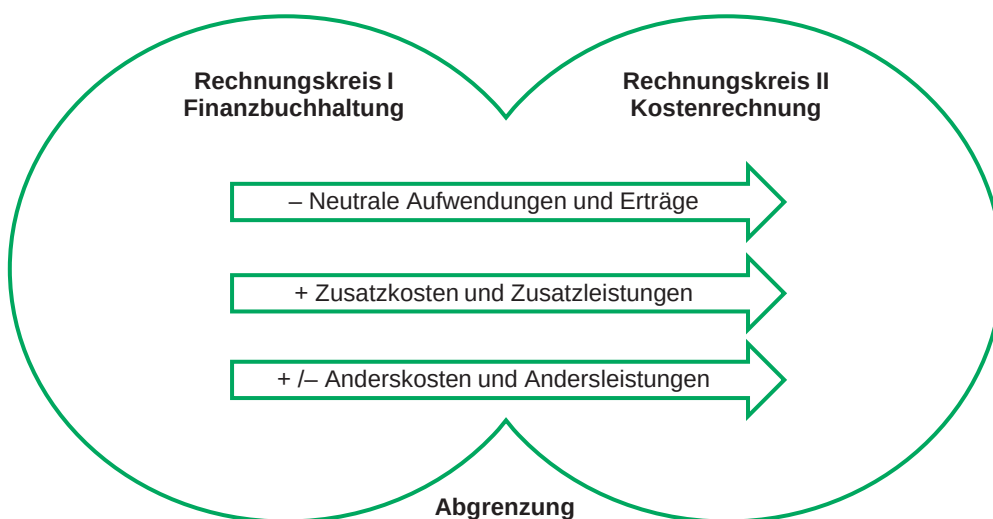 Rechnungskreis I
Finanzbuchhaltung
Rechnungskreis II
Kostenrechnung
– Neutrale Aufwendungen und Erträge
+ Zusatzkosten und Zusatzleistungen
+ /– Anderskosten und Andersleistungen
Abgrenzung